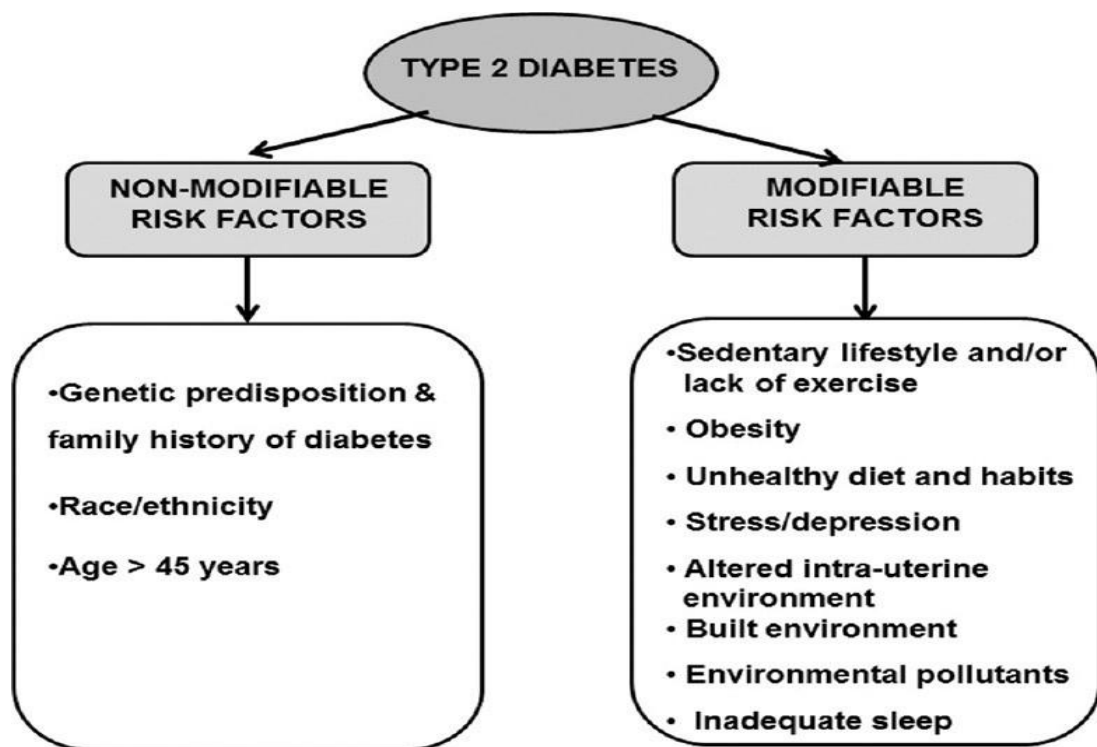 TYPE 2 DIABETES
NON-MODIFIABLE
RISK FACTORS
•Genetic predisposition &
family history of diabetes
•Race/ethnicity
•Age > 45 years
MODIFIABLE
RISK FACTORS
•Sedentary lifestyle and/or
lack of exercise
• Obesity
• Unhealthy diet and habits
• Stress/depression
• Altered intra-uterine
environment
• Built environment
• Environmental pollutants
• Inadequate sleep